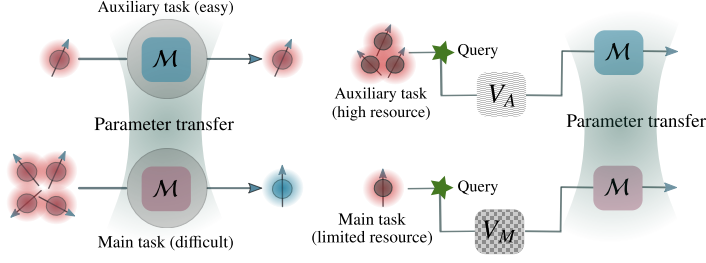 Auxiliary task (easy)
ℳ
Parameter transfer
ℳ
Main task (difficult)
Query
Auxiliary task
(high resource)
V_A
ℳ
Parameter transfer
Query
Main task
(limited resource)
V_M
ℳ